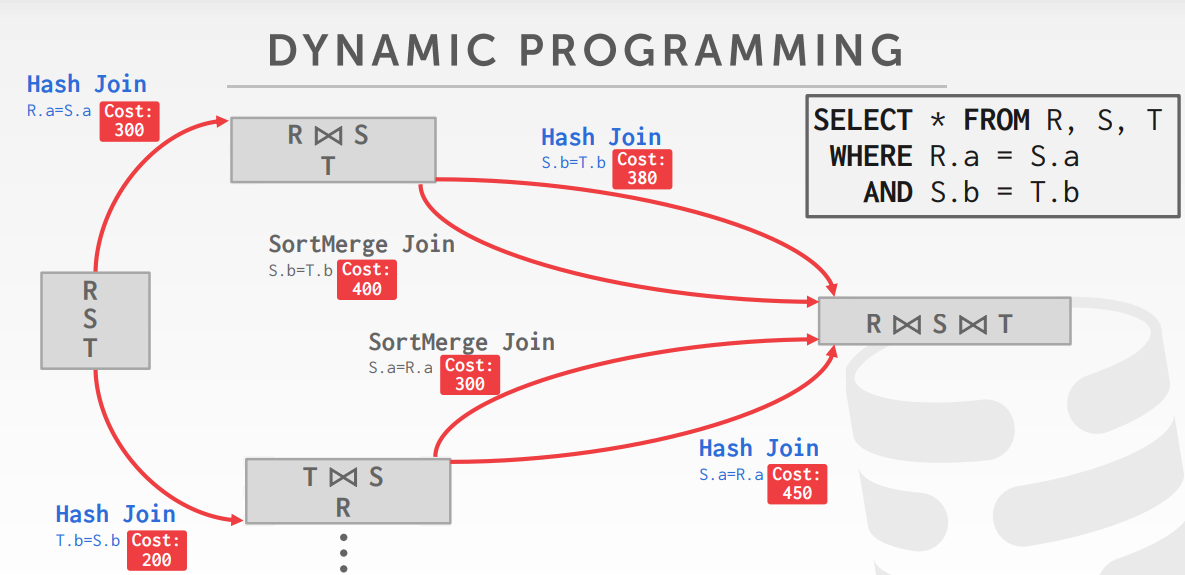 DYNAMIC PROGRAMMING
Hash Join
R.a=S.a
Cost:
300
R ⋈ S
T
Hash Join
S.b=T.b
Cost:
380
SELECT * FROM R, S, T
WHERE R.a = S.a
AND S.b = T.b
SortMerge Join
S.b=T.b
Cost:
400
R
S
T
R ⋈ S ⋈ T
SortMerge Join
S.a=R.a
Cost:
300
Hash Join
S.a=R.a
Cost:
450
T ⋈ S
R
Hash Join
T.b=S.b
Cost:
200